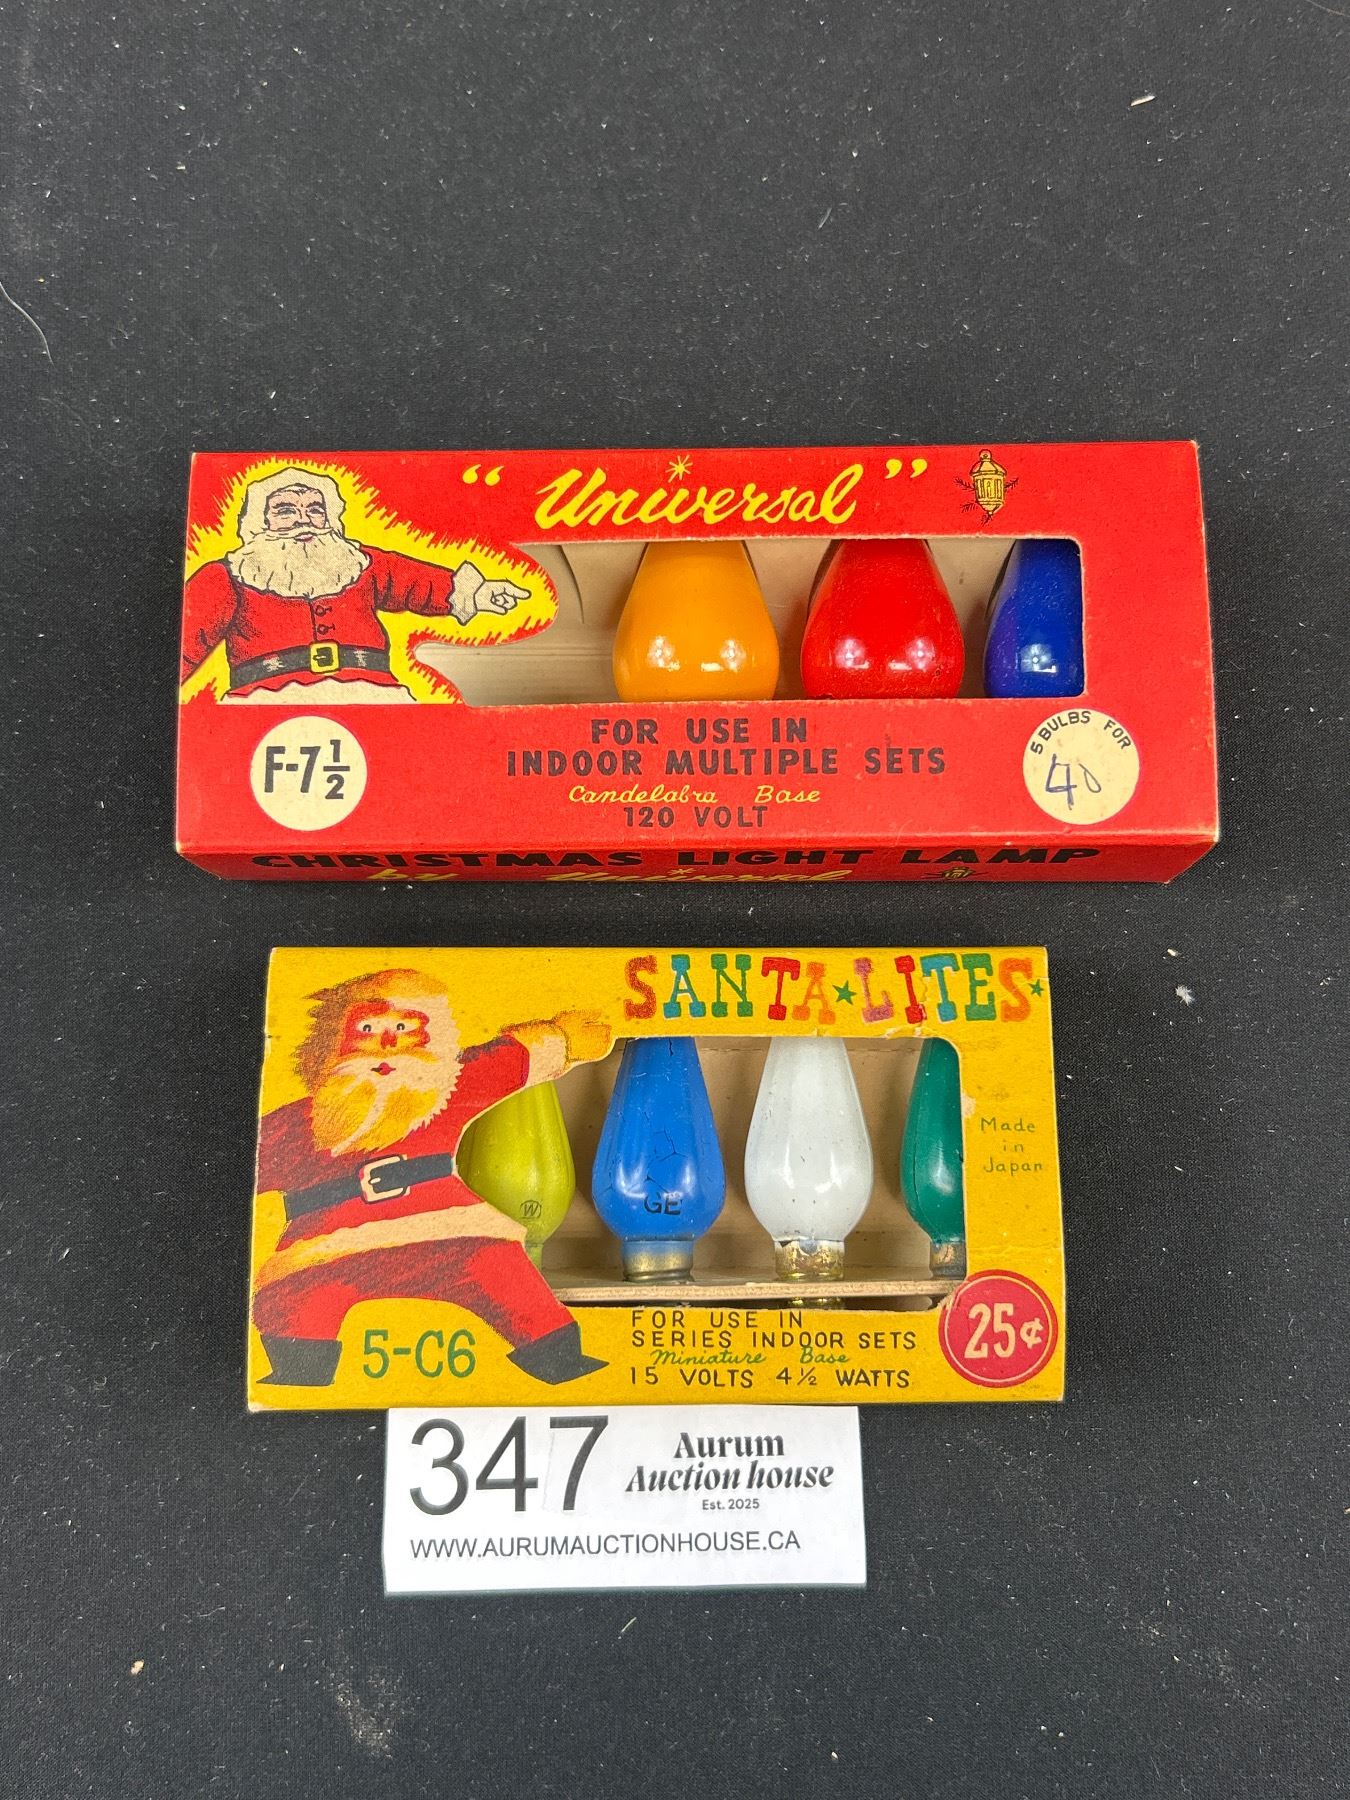 “Universal”
F-7½
FOR USE IN
INDOOR MULTIPLE SETS
Candelabra Base
120 VOLT
5 BULBS FOR
40
CHRISTMAS LIGHT LAMP
by Universal
SANTA★LITES★
W
GE
Made
in
Japan
5-C6
FOR USE IN
SERIES INDOOR SETS
Miniature Base
15 VOLTS 4½ WATTS
25¢
347
Aurum
Auction house
Est. 2025
WWW.AURUMAUCTIONHOUSE.CA